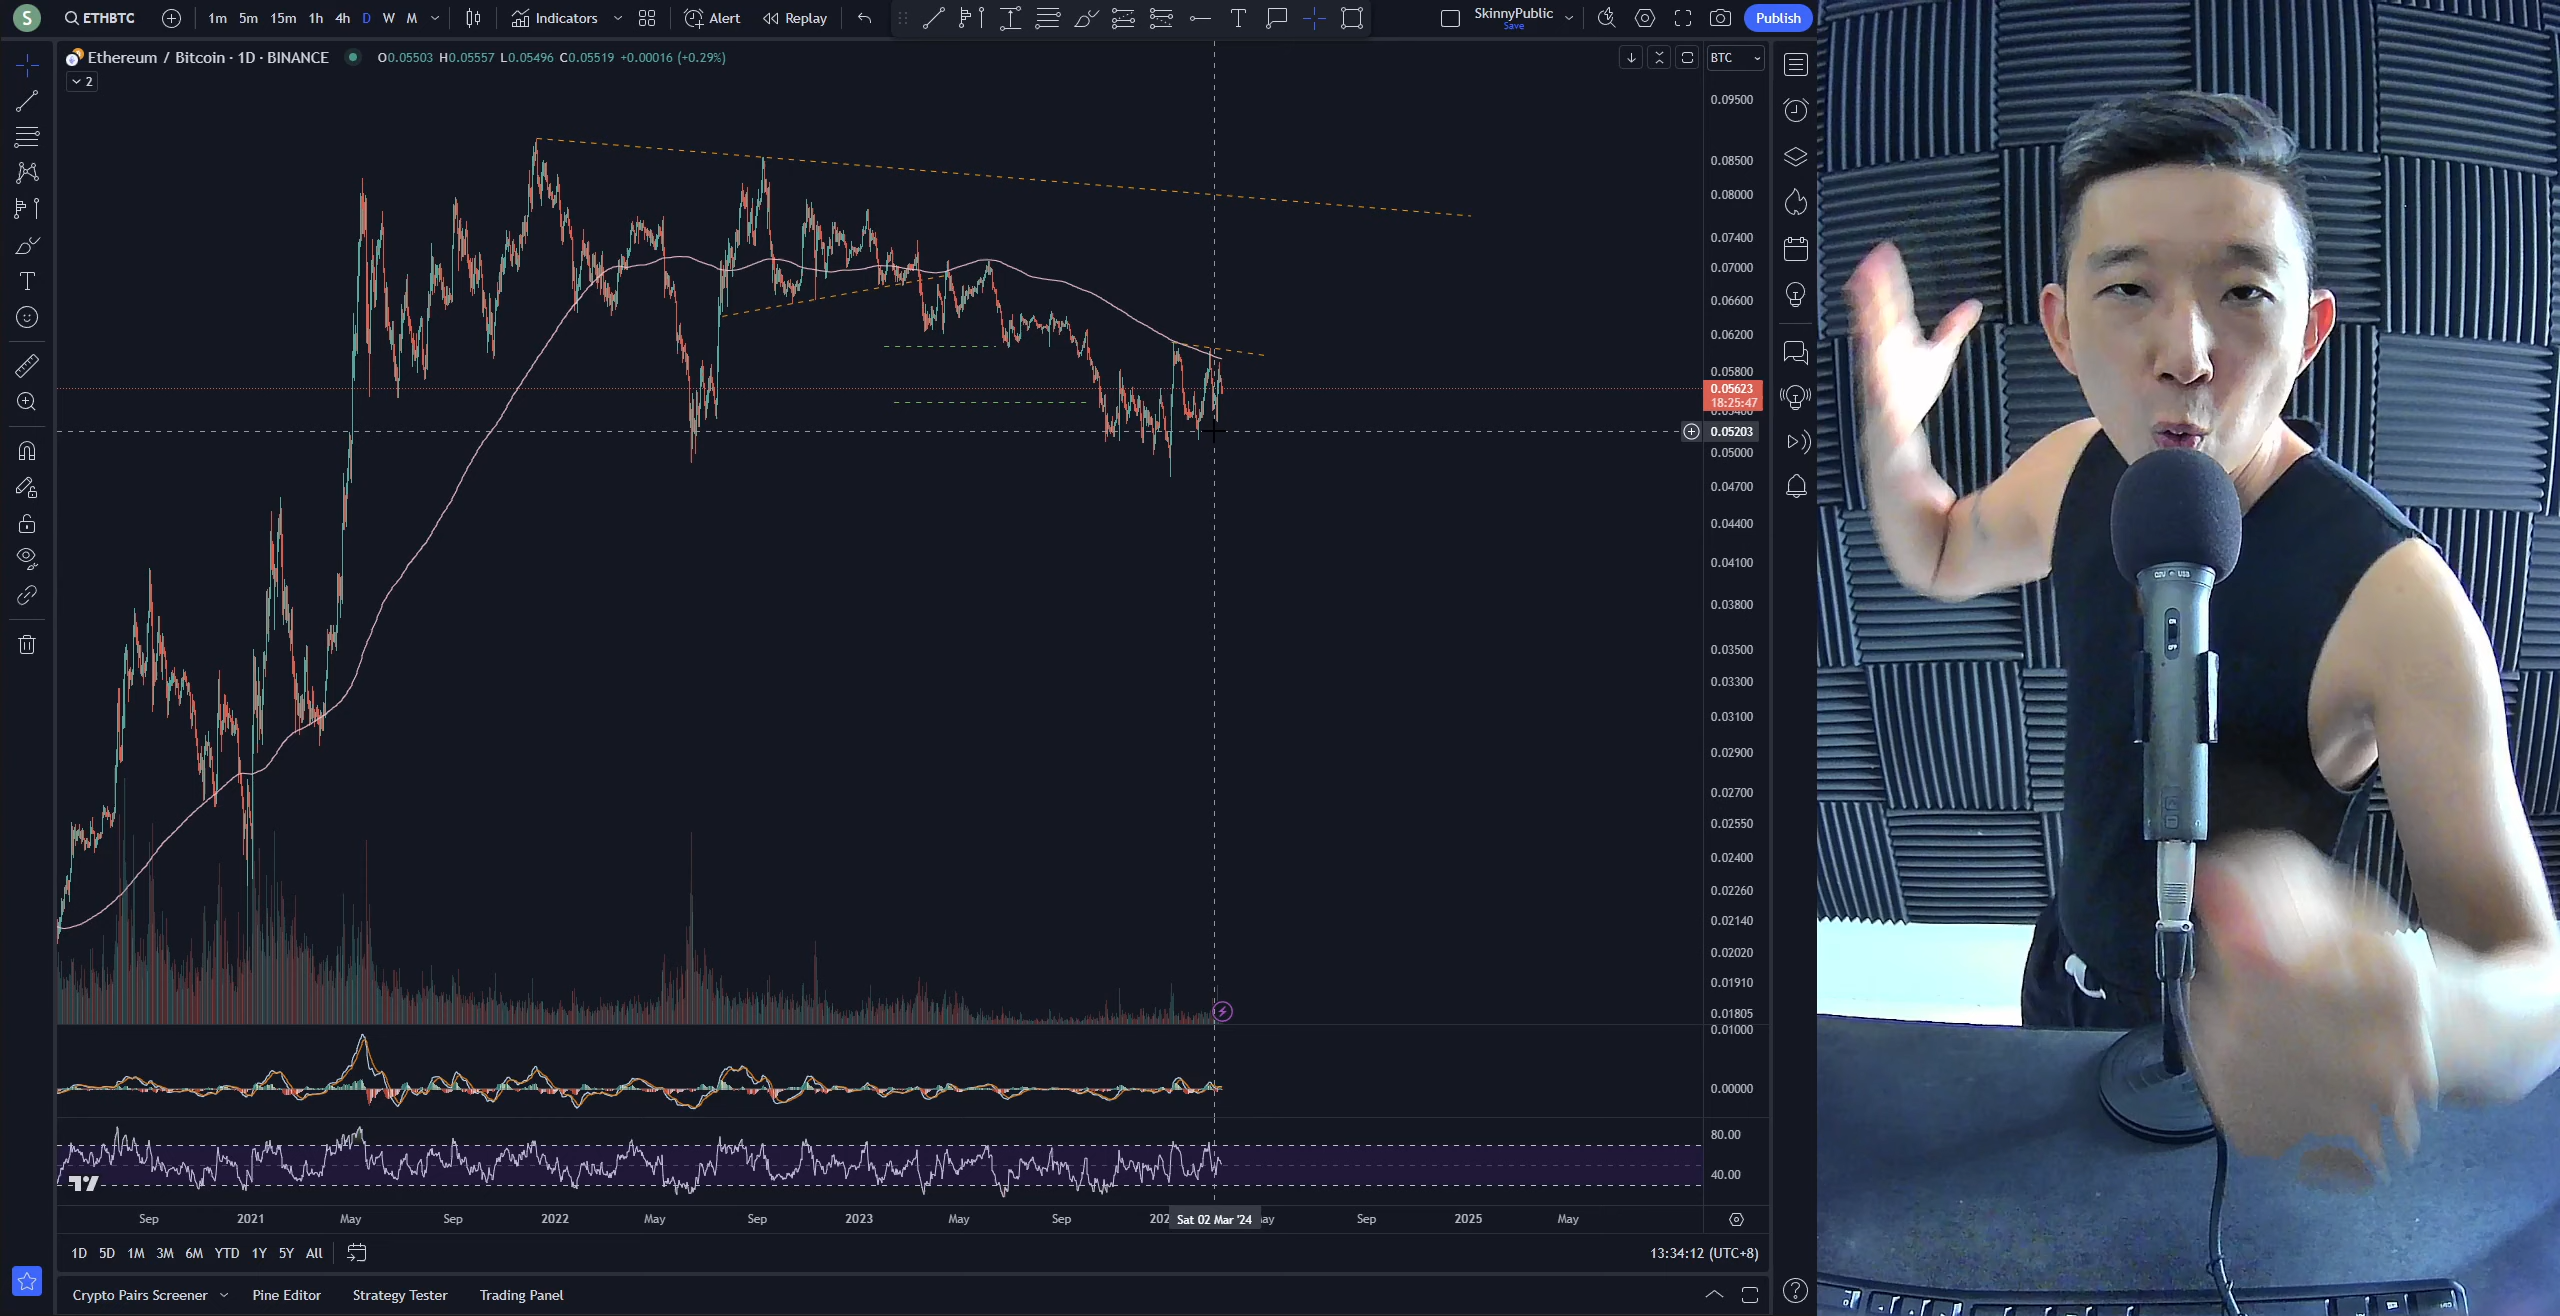 S
ETHBTC
1m 5m 15m 1h 4h D W M
Indicators
Alert
Replay
SkinnyPublic
Save
Publish
Ethereum / Bitcoin · 1D · BINANCE
O0.05503 H0.05557 L0.05496 C0.05519 +0.00016 (+0.29%)
2
BTC
0.09500
0.08500
0.08000
0.07400
0.07000
0.06600
0.06200
0.05800
0.05623
18:25:47
0.05203
0.05000
0.04700
0.04400
0.04100
0.03800
0.03500
0.03300
0.03100
0.02900
0.02700
0.02550
0.02400
0.02260
0.02140
0.02020
0.01910
0.01805
0.01000
0.00000
80.00
40.00
Sep 2021 May Sep 2022 May Sep 2023 May Sep Sat 02 Mar '24 Sep 2025 May
1D 5D 1M 3M 6M YTD 1Y 5Y All
13:34:12 (UTC+8)
Crypto Pairs Screener
Pine Editor
Strategy Tester
Trading Panel